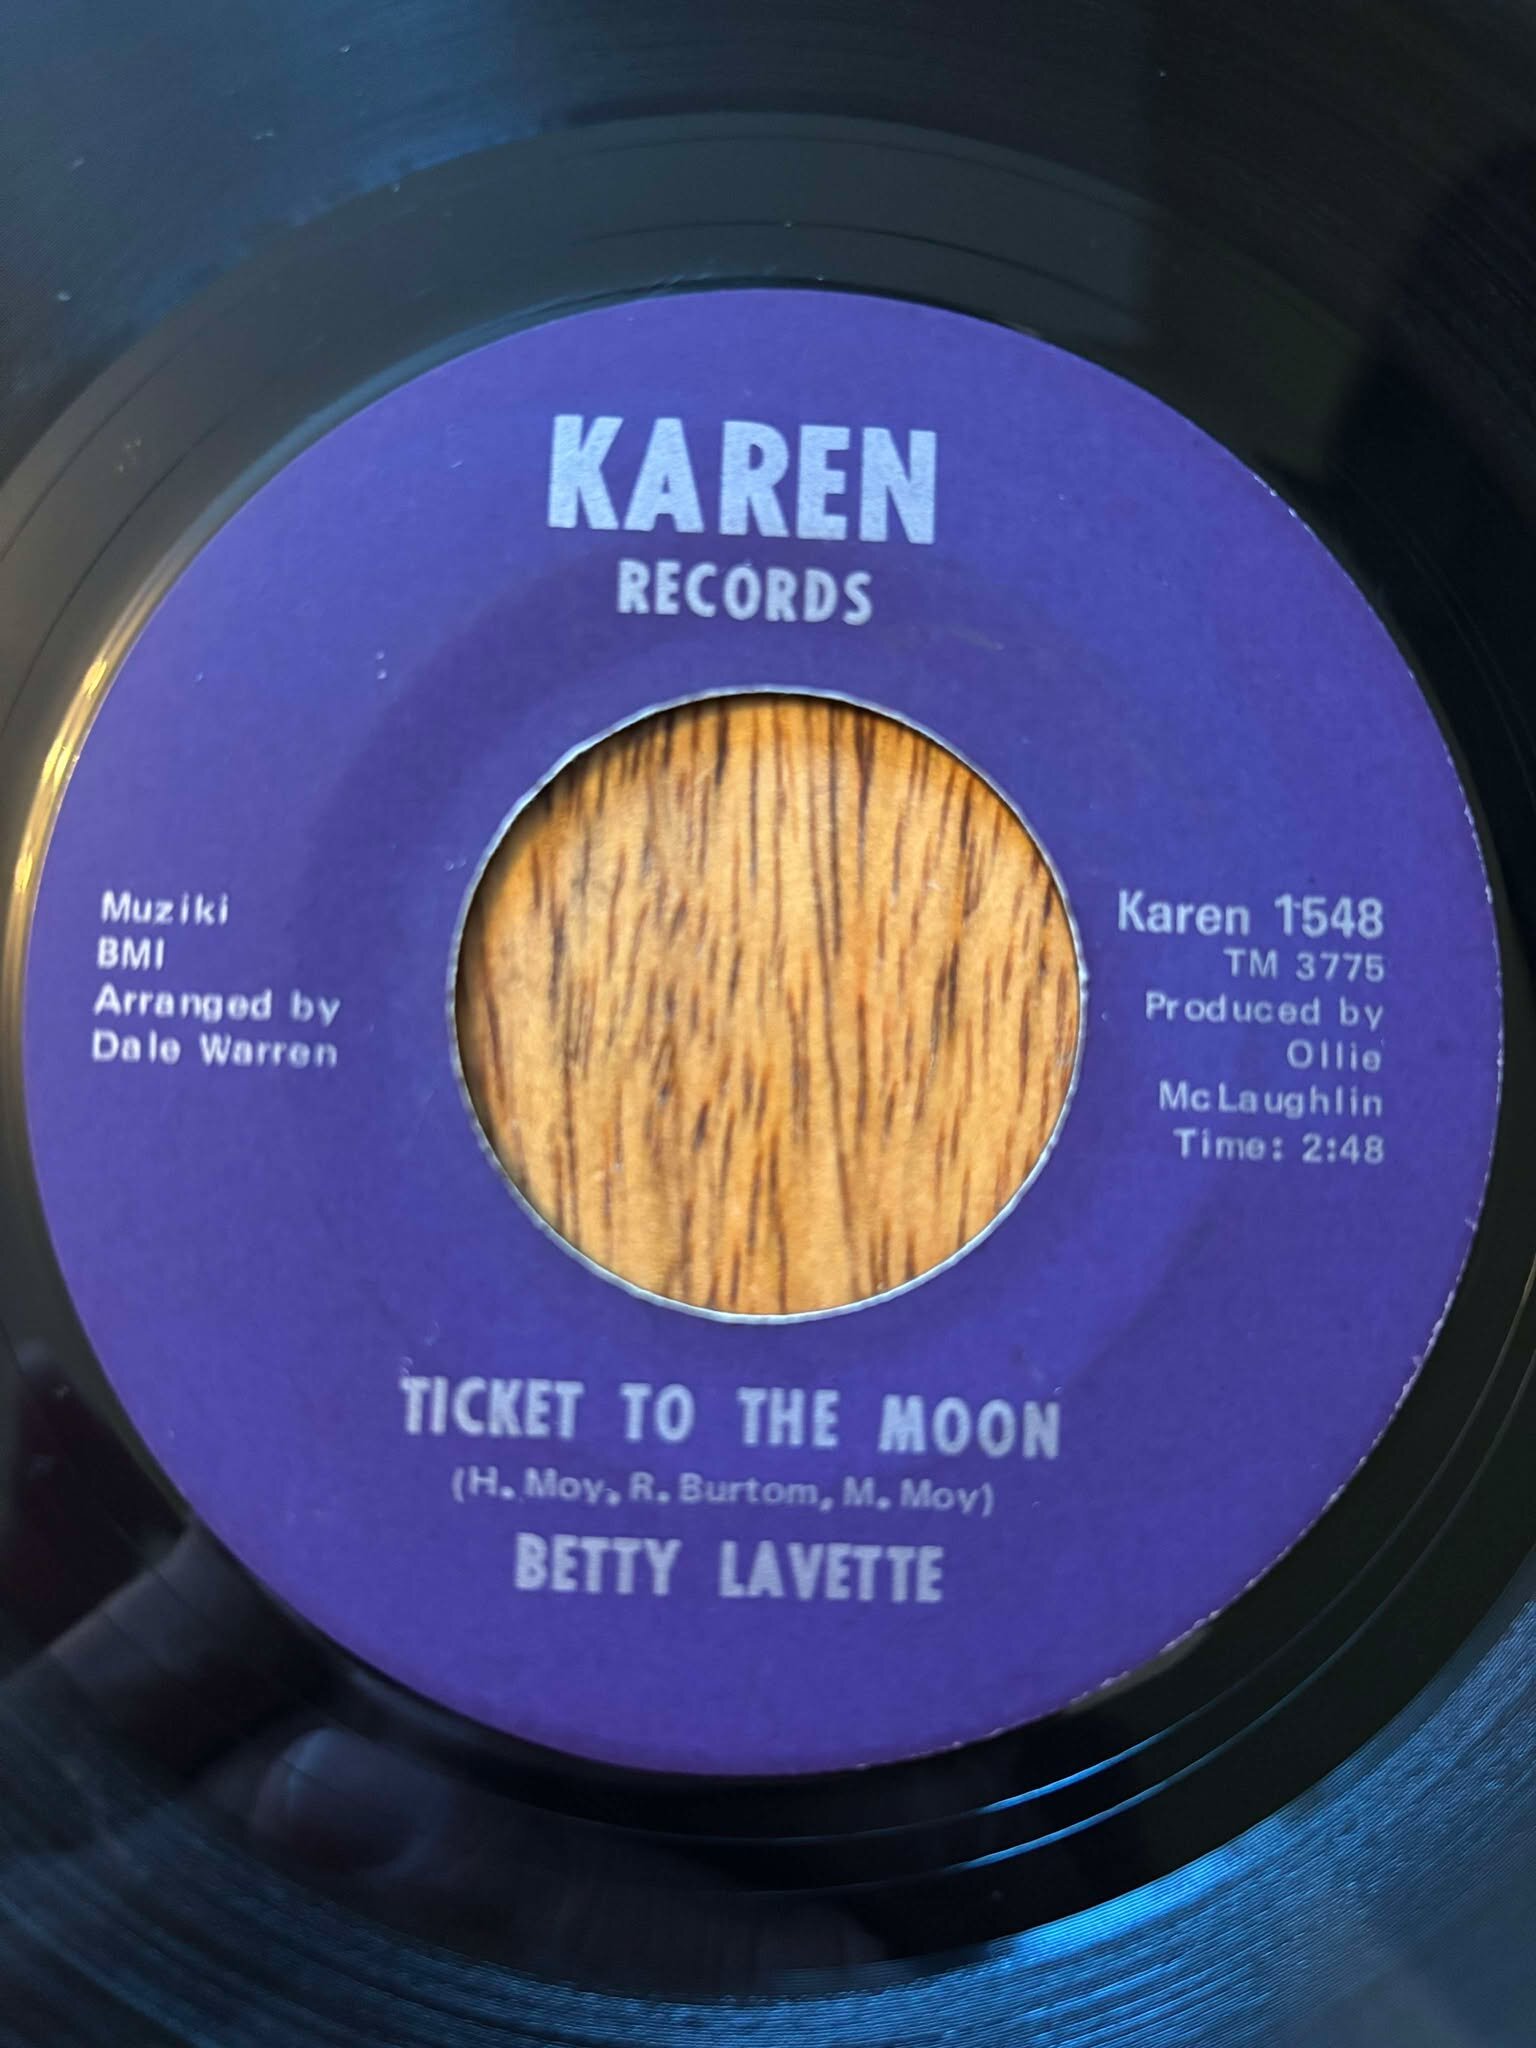 KAREN
RECORDS
Muziki
BMI
Arranged by
Dale Warren
Karen 1548
TM 3775
Produced by
Ollie
McLaughlin
Time: 2:48
TICKET TO THE MOON
(H. Moy, R. Burtom, M. Moy)
BETTY LAVETTE